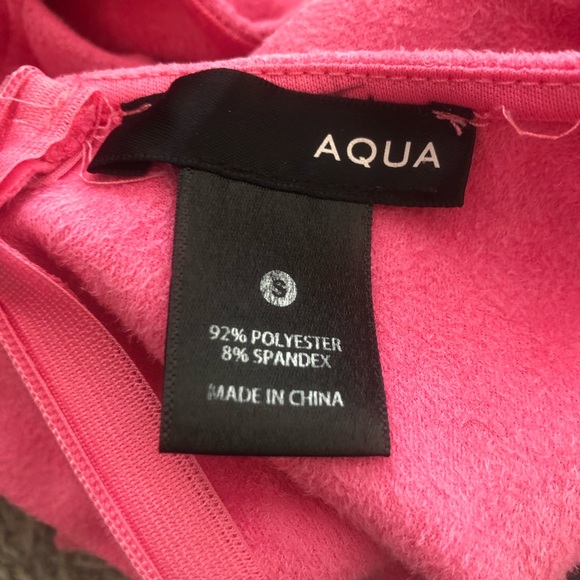 AQUA
S
92% POLYESTER
8% SPANDEX
MADE IN CHINA